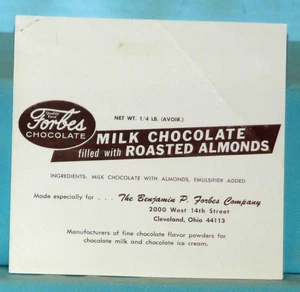 Forbes
CHOCOLATE
NET WT. 1/4 LB. (AVOIR.)
MILK CHOCOLATE
filled with ROASTED ALMONDS
INGREDIENTS: MILK CHOCOLATE WITH ALMONDS, EMULSIFIER ADDED
Made especially for . . . The Benjamin P. Forbes Company
2000 West 14th Street
Cleveland, Ohio 44113
Manufacturers of fine chocolate flavor powders for
chocolate milk and chocolate ice cream.